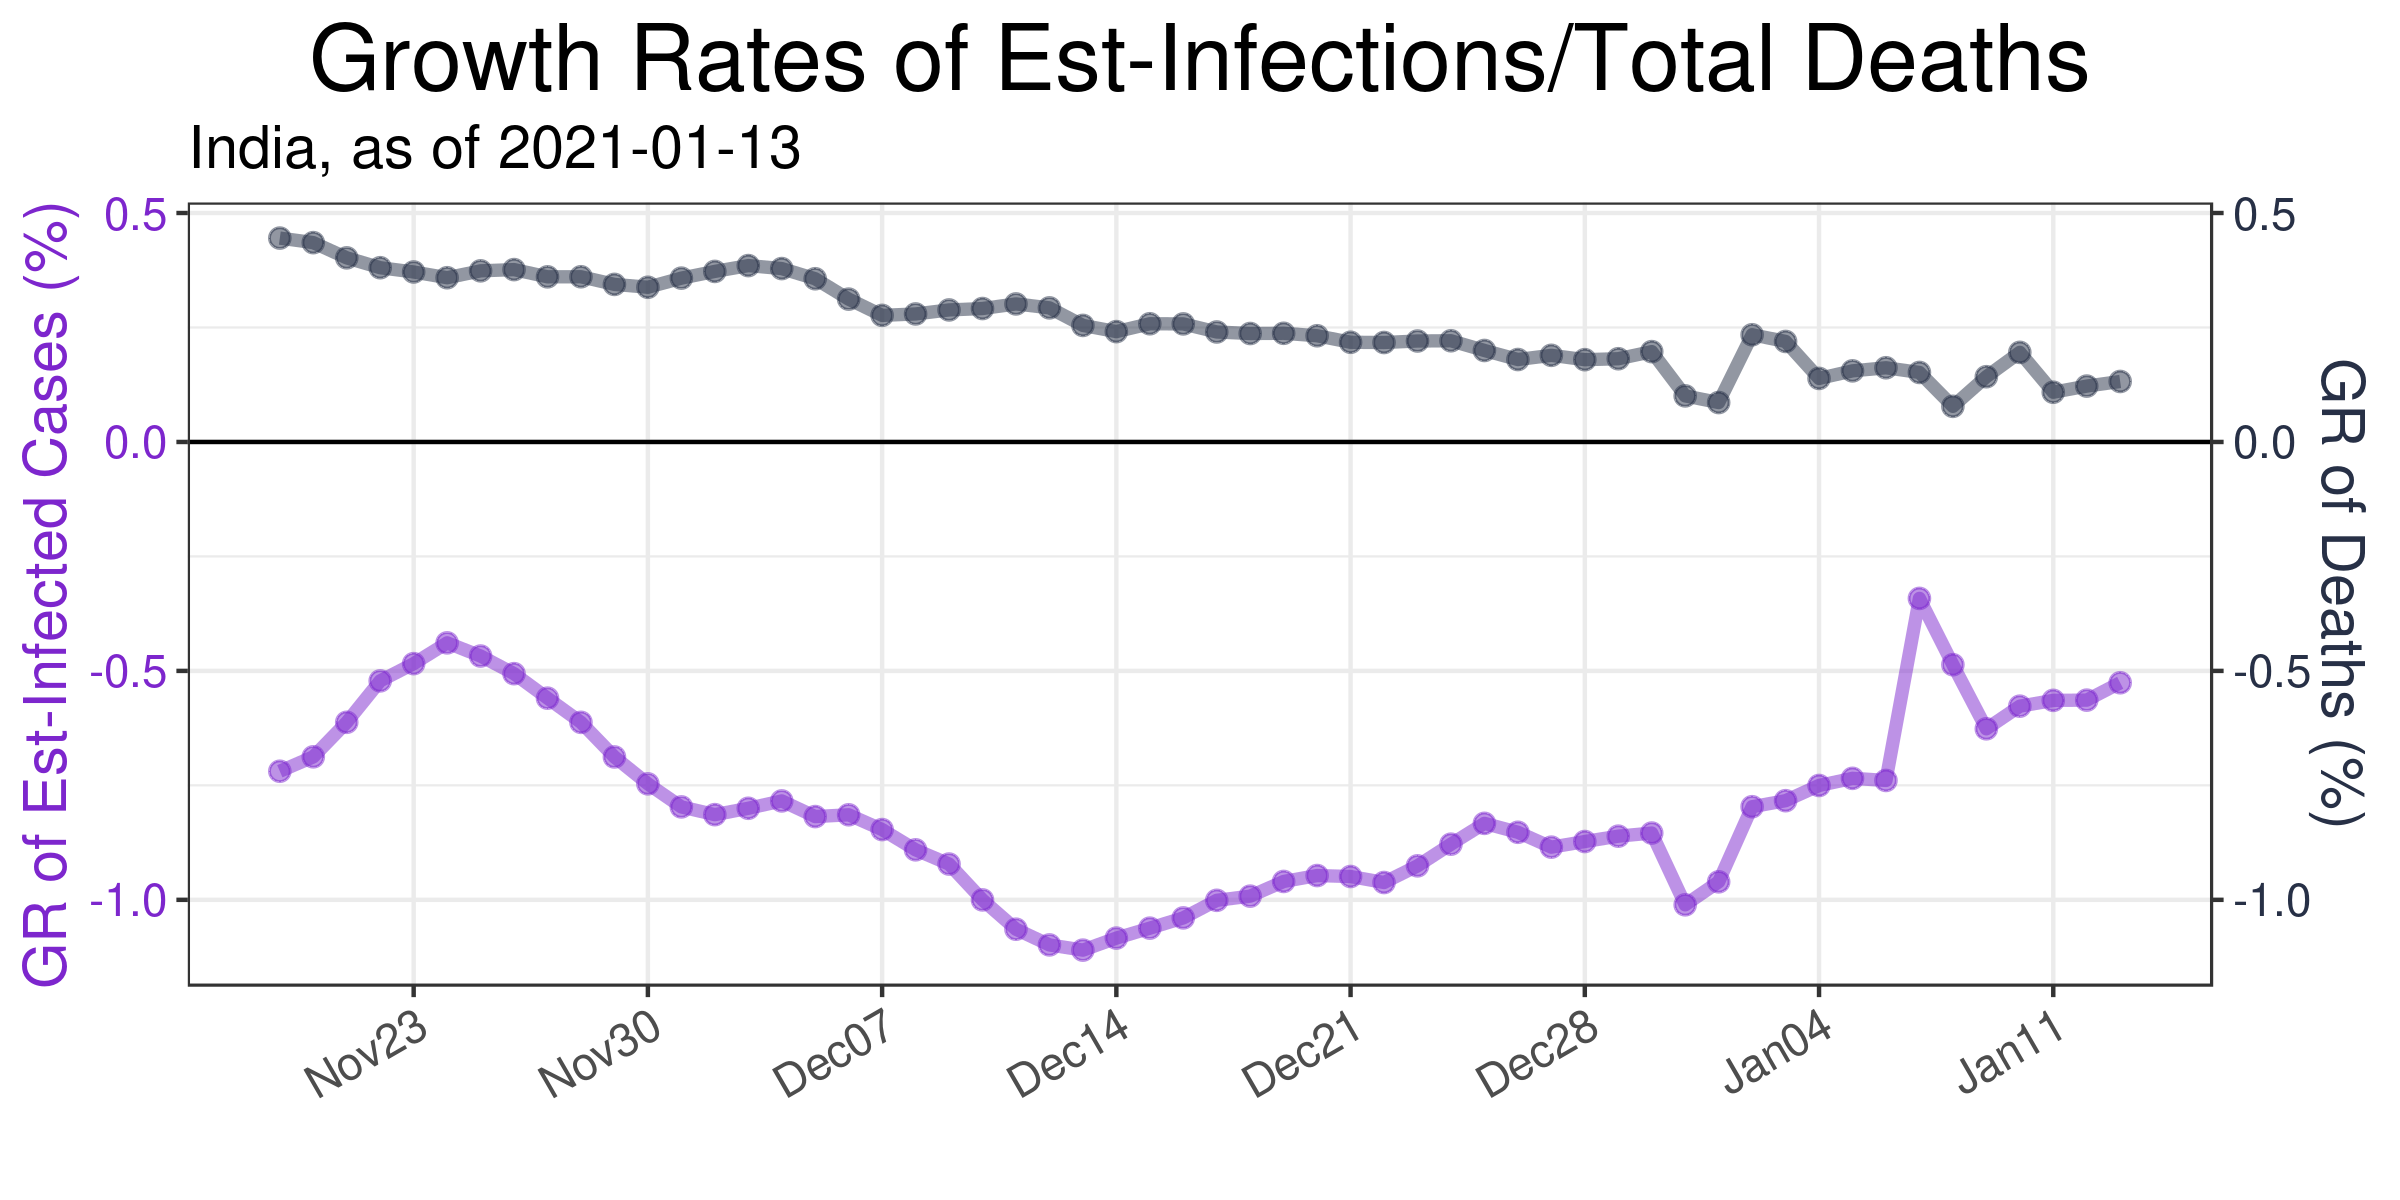 Growth Rates of Est-Infections/Total Deaths
India, as of 2021-01-13
GR of Est-Infected Cases (%)
0.5
0.0
-0.5
-1.0
0.5
0.0
-0.5
-1.0
GR of Deaths (%)
Nov23
Nov30
Dec07
Dec14
Dec21
Dec28
Jan04
Jan11